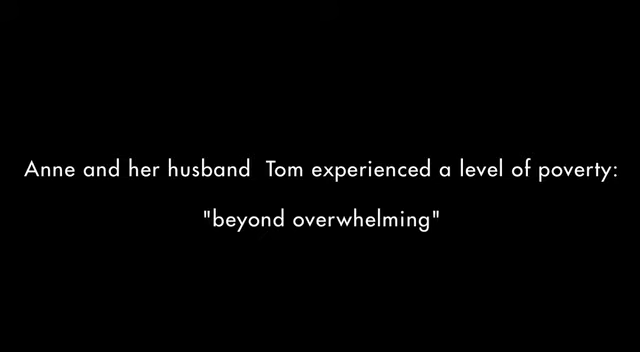 Anne and her husband  Tom experienced a level of poverty:
"beyond overwhelming"